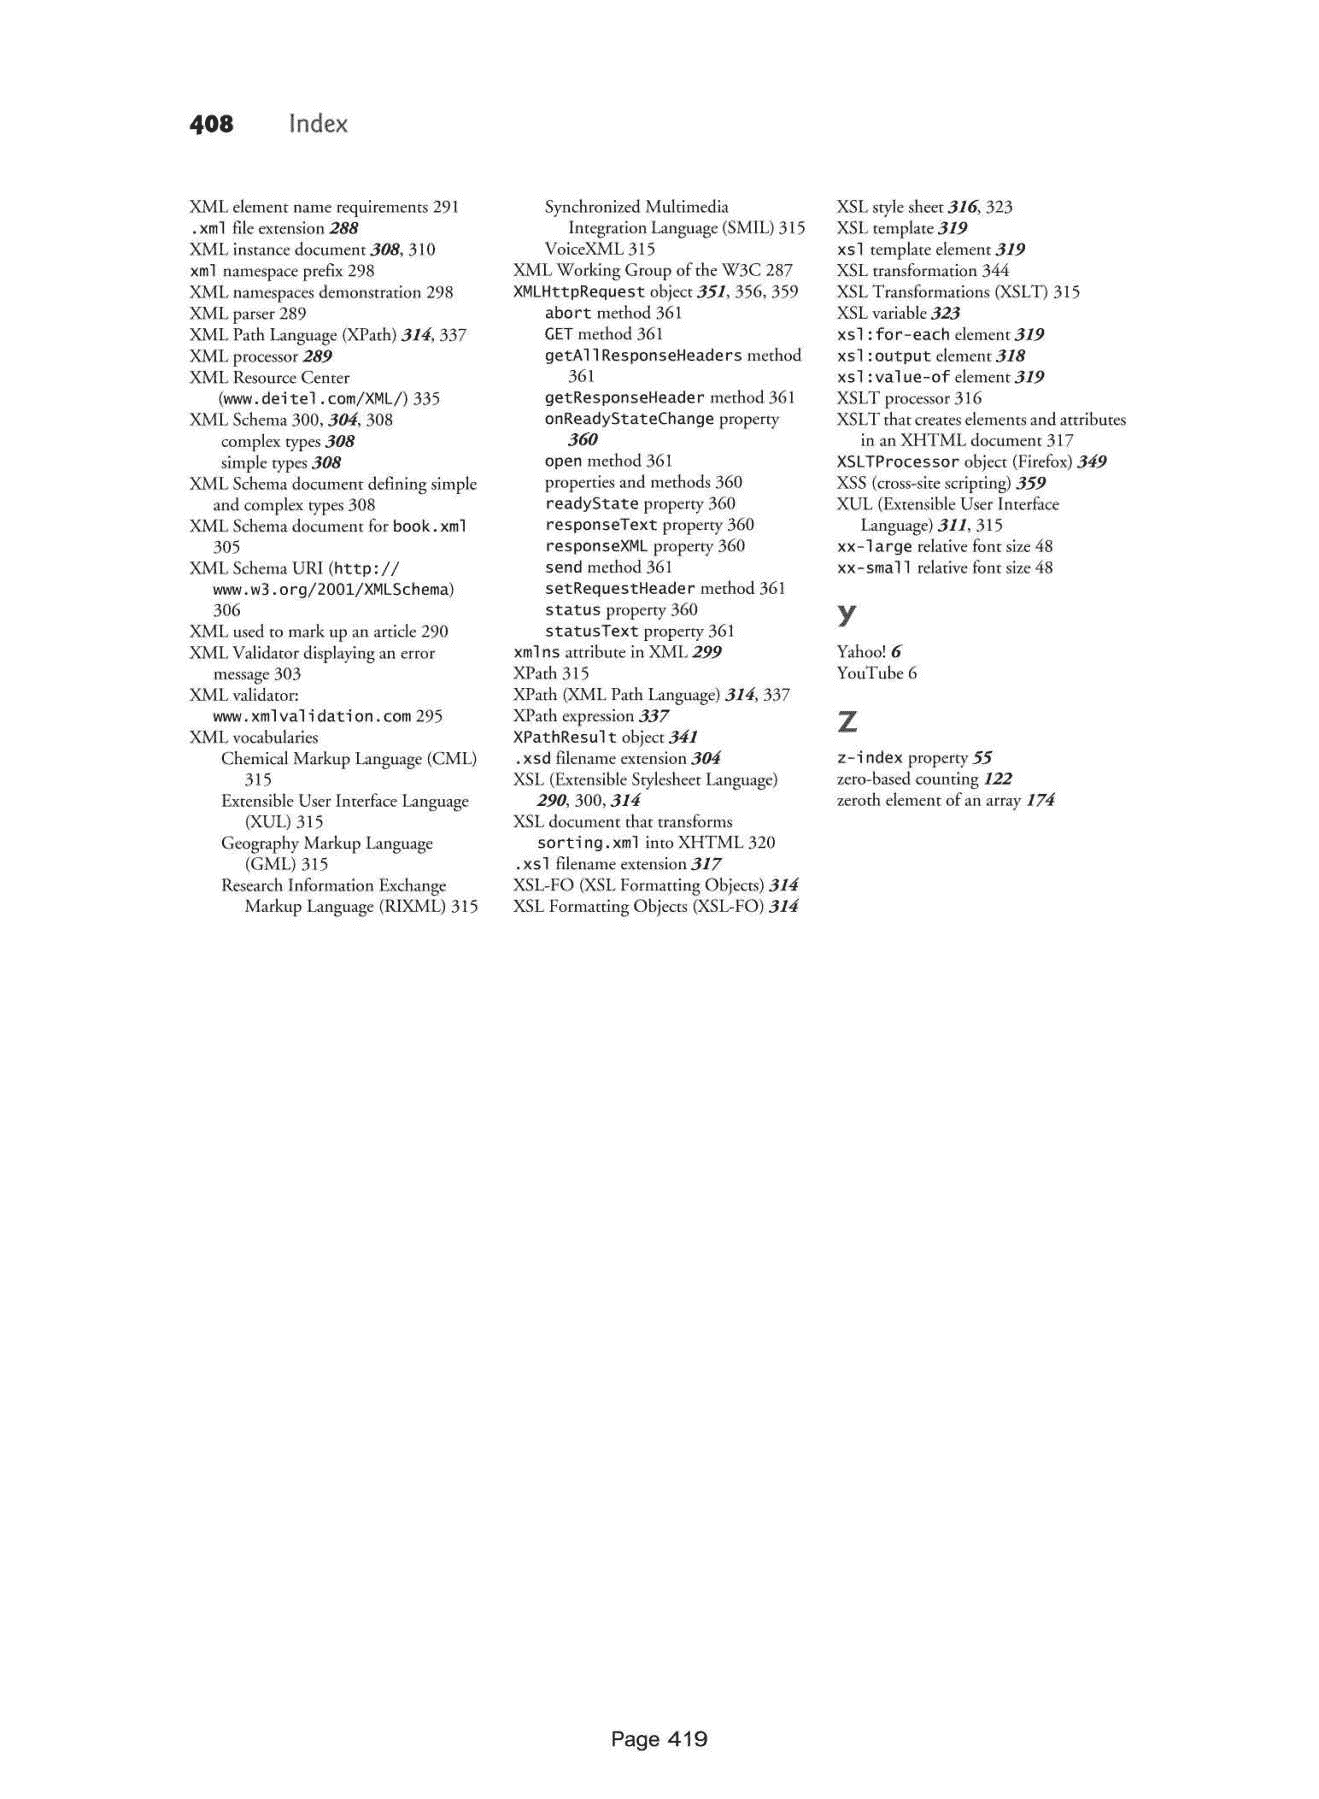 408 Index
XML element name requirements 291
.xml file extension 288
XML instance document 308, 310
xml namespace prefix 298
XML namespaces demonstration 298
XML parser 289
XML Path Language (XPath) 314, 337
XML processor 289
XML Resource Center
(www.deitel.com/XML/) 335
XML Schema 300, 304, 308
complex types 308
simple types 308
XML Schema document defining simple
and complex types 308
XML Schema document for book.xml
305
XML Schema URI (http://
www.w3.org/2001/XMLSchema)
306
XML used to mark up an article 290
XML Validator displaying an error
message 303
XML validator:
www.xmlvalidation.com 295
XML vocabularies
Chemical Markup Language (CML)
315
Extensible User Interface Language
(XUL) 315
Geography Markup Language
(GML) 315
Research Information Exchange
Markup Language (RIXML) 315
Synchronized Multimedia
Integration Language (SMIL) 315
VoiceXML 315
XML Working Group of the W3C 287
XMLHttpRequest object 351, 356, 359
abort method 361
GET method 361
getAllResponseHeaders method
361
getResponseHeader method 361
onReadyStateChange property
360
open method 361
properties and methods 360
readyState property 360
responseText property 360
responseXML property 360
send method 361
setRequestHeader method 361
status property 360
statusText property 361
xmlns attribute in XML 299
XPath 315
XPath (XML Path Language) 314, 337
XPath expression 337
XPathResult object 341
.xsd filename extension 304
XSL (Extensible Stylesheet Language)
290, 300, 314
XSL document that transforms
sorting.xml into XHTML 320
.xsl filename extension 317
XSL-FO (XSL Formatting Objects) 314
XSL Formatting Objects (XSL-FO) 314
XSL style sheet 316, 323
XSL template 319
xsl template element 319
XSL transformation 344
XSL Transformations (XSLT) 315
XSL variable 323
xsl:for-each element 319
xsl:output element 318
xsl:value-of element 319
XSLT processor 316
XSLT that creates elements and attributes
in an XHTML document 317
XSLTProcessor object (Firefox) 349
XSS (cross-site scripting) 359
XUL (Extensible User Interface
Language) 311, 315
xx-large relative font size 48
xx-small relative font size 48
Y
Yahoo! 6
YouTube 6
Z
z-index property 55
zero-based counting 122
zeroth element of an array 174
Page 419